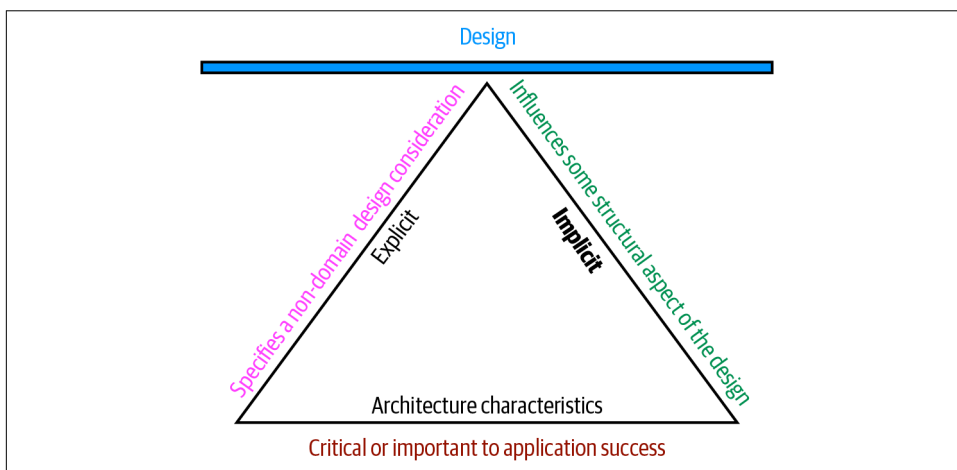 Design
Specifies a non-domain design consideration
Explicit
Implicit
Influences some structural aspect of the design
Architecture characteristics
Critical or important to application success